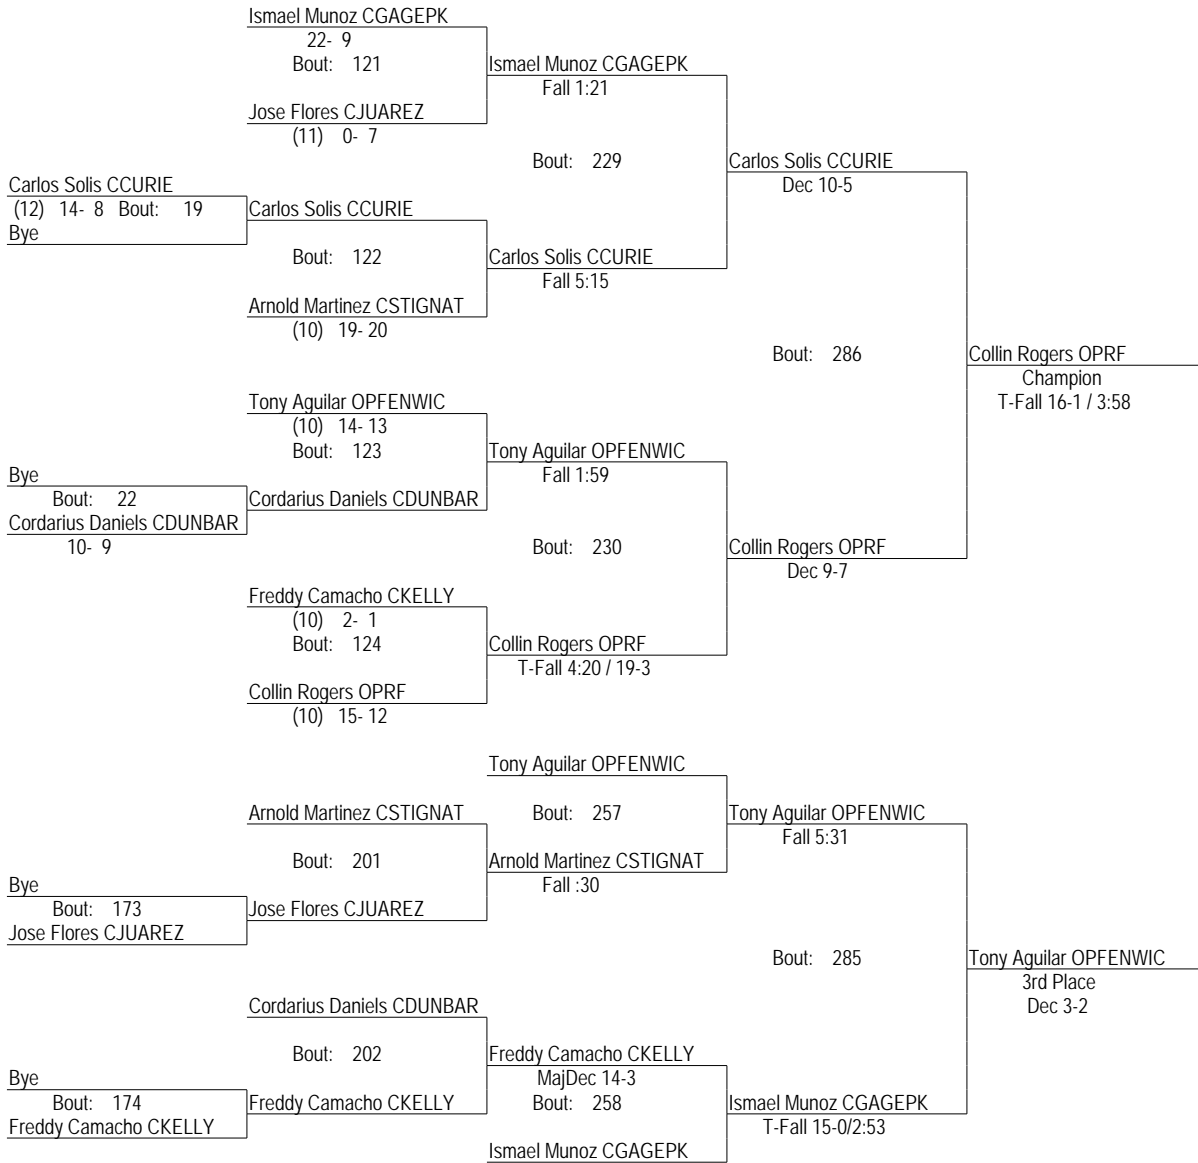 Ismael Munoz CGAGEPK
22- 9
Bout: 121
Ismael Munoz CGAGEPK
Fall 1:21
Jose Flores CJUAREZ
(11) 0- 7
Bout: 229
Carlos Solis CCURIE
Dec 10-5
Carlos Solis CCURIE
(12) 14- 8 Bout: 19
Bye
Carlos Solis CCURIE
Bout: 122
Carlos Solis CCURIE
Fall 5:15
Arnold Martinez CSTIGNAT
(10) 19- 20
Bout: 286
Collin Rogers OPRF
Champion
T-Fall 16-1 / 3:58
Tony Aguilar OPFENWIC
(10) 14- 13
Bout: 123
Tony Aguilar OPFENWIC
Fall 1:59
Bye
Bout: 22
Cordarius Daniels CDUNBAR
10- 9
Cordarius Daniels CDUNBAR
Bout: 230
Collin Rogers OPRF
Dec 9-7
Freddy Camacho CKELLY
(10) 2- 1
Bout: 124
Collin Rogers OPRF
T-Fall 4:20 / 19-3
Collin Rogers OPRF
(10) 15- 12
Tony Aguilar OPFENWIC
Arnold Martinez CSTIGNAT
Bout: 257
Tony Aguilar OPFENWIC
Fall 5:31
Bout: 201
Arnold Martinez CSTIGNAT
Fall :30
Bye
Bout: 173
Jose Flores CJUAREZ
Jose Flores CJUAREZ
Bout: 285
Tony Aguilar OPFENWIC
3rd Place
Dec 3-2
Cordarius Daniels CDUNBAR
Bout: 202
Freddy Camacho CKELLY
MajDec 14-3
Bye
Bout: 174
Freddy Camacho CKELLY
Freddy Camacho CKELLY
Bout: 258
Ismael Munoz CGAGEPK
T-Fall 15-0/2:53
Ismael Munoz CGAGEPK